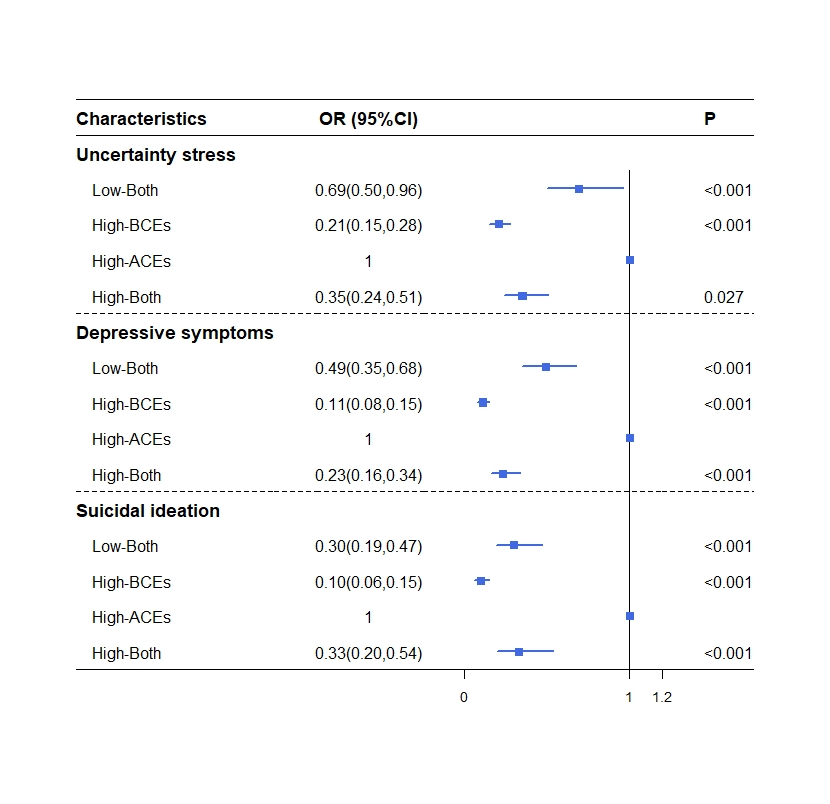 Characteristics OR (95%CI) P
Uncertainty stress
Low-Both 0.69(0.50,0.96) <0.001
High-BCEs 0.21(0.15,0.28) <0.001
High-ACEs 1
High-Both 0.35(0.24,0.51) 0.027
Depressive symptoms
Low-Both 0.49(0.35,0.68) <0.001
High-BCEs 0.11(0.08,0.15) <0.001
High-ACEs 1
High-Both 0.23(0.16,0.34) <0.001
Suicidal ideation
Low-Both 0.30(0.19,0.47) <0.001
High-BCEs 0.10(0.06,0.15) <0.001
High-ACEs 1
High-Both 0.33(0.20,0.54) <0.001
0 1 1.2